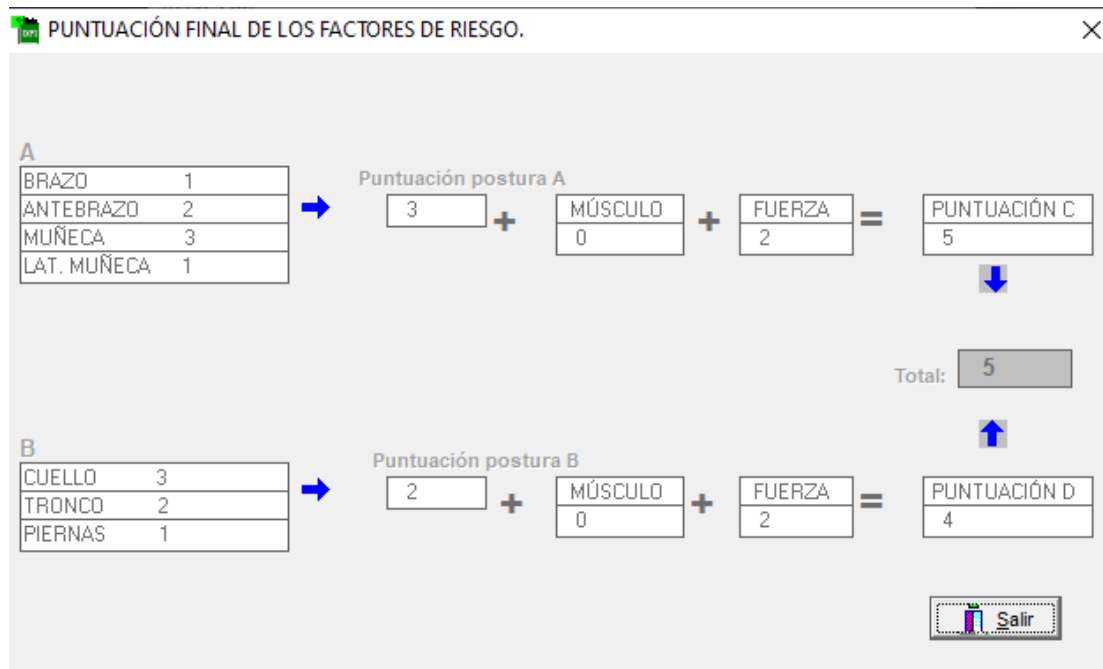 PUNTUACIÓN FINAL DE LOS FACTORES DE RIESGO.
A
BRAZO 1
ANTEBRAZO 2
MUÑECA 3
LAT. MUÑECA 1
Puntuación postura A
3 + MÚSCULO 0 + FUERZA 2 = PUNTUACIÓN C 5
Total: 5
B
CUELLO 3
TRONCO 2
PIERNAS 1
Puntuación postura B
2 + MÚSCULO 0 + FUERZA 2 = PUNTUACIÓN D 4
Salir